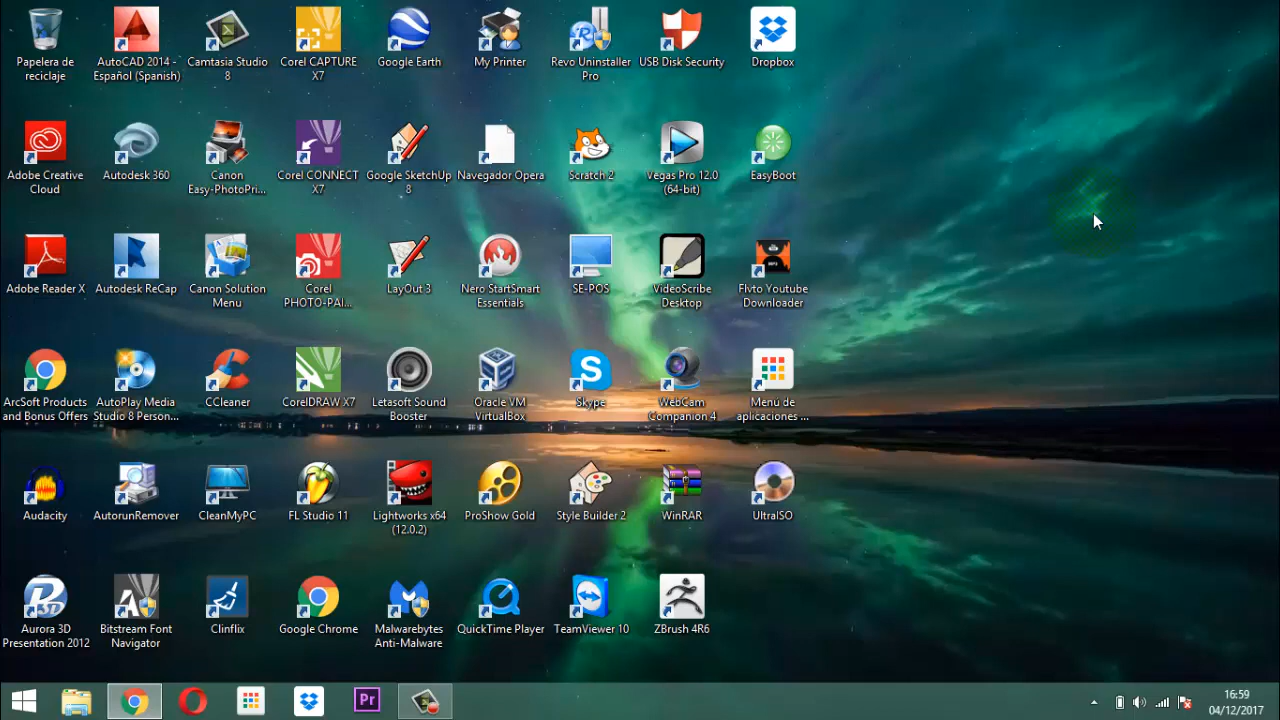 Papelera de
reciclaje
AutoCAD 2014 -
Español (Spanish)
Camtasia Studio
8
Corel CAPTURE
X7
Google Earth
My Printer
Revo Uninstaller
Pro
USB Disk Security
Dropbox
Adobe Creative
Cloud
Autodesk 360
Canon
Easy-PhotoPri...
Corel CONNECT
X7
Google SketchUp
8
Navegador Opera
Scratch 2
Vegas Pro 12.0
(64-bit)
EasyBoot
Adobe Reader X
Autodesk ReCap
Canon Solution
Menu
Corel
PHOTO-PAI...
LayOut 3
Nero StartSmart
Essentials
SE-POS
VideoScribe
Desktop
Flvto Youtube
Downloader
ArcSoft Products
and Bonus Offers
AutoPlay Media
Studio 8 Person...
CCleaner
CorelDRAW X7
Letasoft Sound
Booster
Oracle VM
VirtualBox
Skype
WebCam
Companion 4
Menú de
aplicaciones ...
Audacity
AutorunRemover
CleanMyPC
FL Studio 11
Lightworks x64
(12.0.2)
ProShow Gold
Style Builder 2
WinRAR
UltraISO
Aurora 3D
Presentation 2012
Bitstream Font
Navigator
Clinflix
Google Chrome
Malwarebytes
Anti-Malware
QuickTime Player
TeamViewer 10
ZBrush 4R6
Pr
16:59
04/12/2017